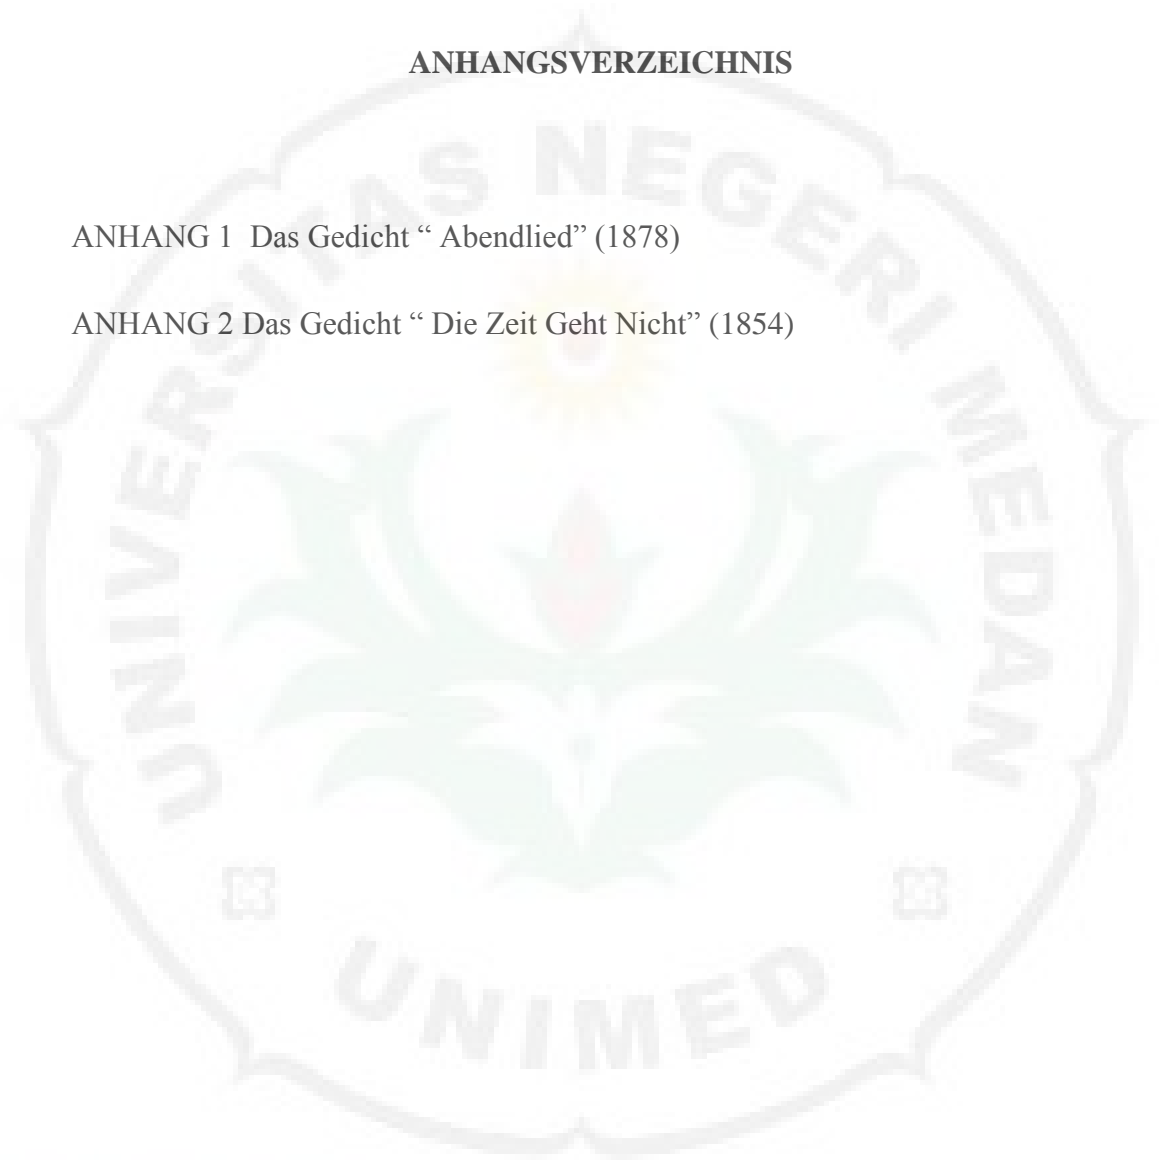 ANHANGSVERZEICHNIS
ANHANG 1  Das Gedicht “ Abendlied” (1878)
ANHANG 2 Das Gedicht “ Die Zeit Geht Nicht” (1854)
UNIVERSITAS NEGERI MEDAN
UNIMED